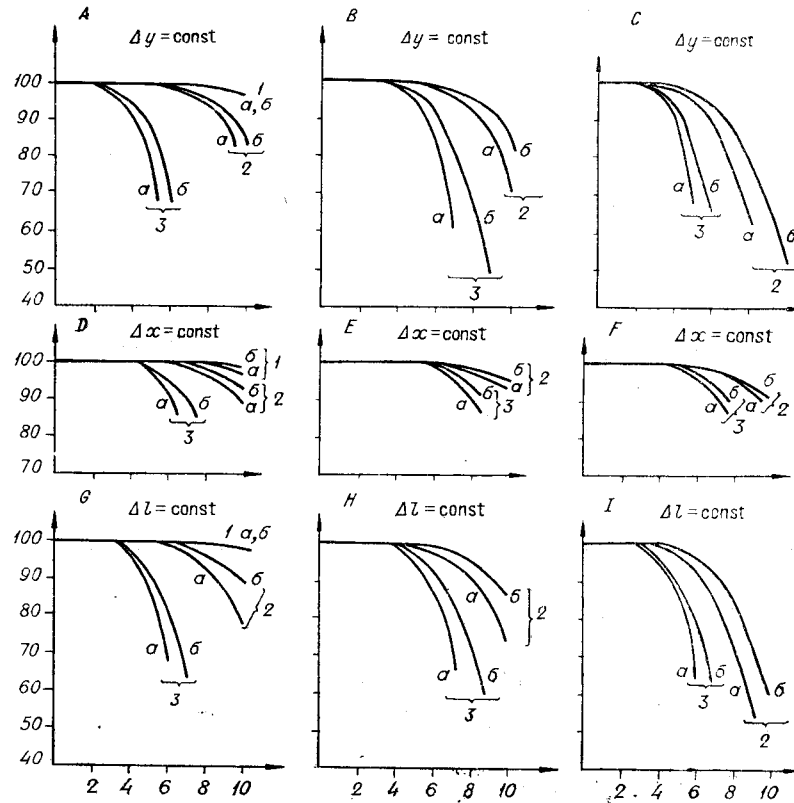 A
Δy = const
100
90
80
70
60
50
40
1
а, б
а
б
2
а
б
3
B
Δy = const
а
б
2
а
б
3
C
Δy = const
а
б
3
а
б
2
D
Δx = const
100
90
80
70
б
а
1
б
а
2
а
б
3
E
Δx = const
б
а
2
б
а
3
F
Δx = const
б
а
3
б
а
2
G
Δl = const
100
90
80
70
60
50
40
1 а, б
а
б
2
а
б
3
2 4 6 8 10
H
Δl = const
а
б
2
а
б
3
2 4 6 8 10
I
Δl = const
а
б
3
а
б
2
2 4 6 8 10